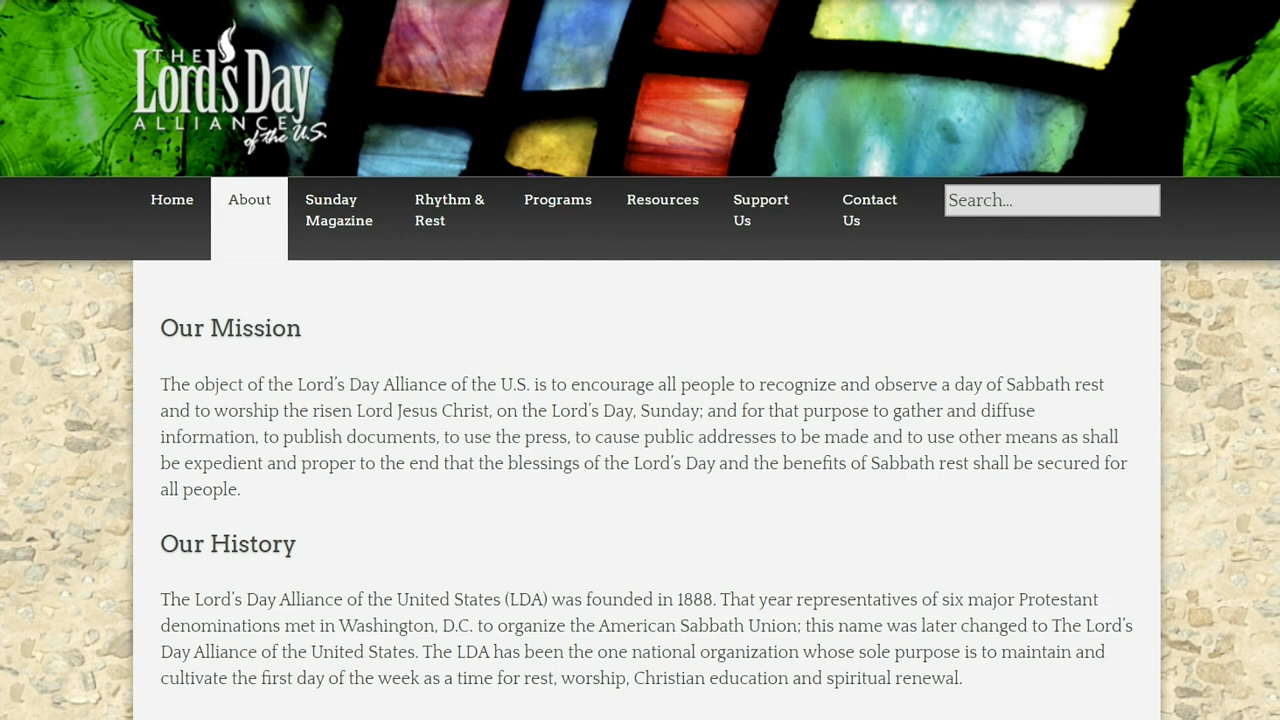 THE
Lord's Day
ALLIANCE
of the U.S.
Home
About
Sunday
Magazine
Rhythm &
Rest
Programs
Resources
Support
Us
Contact
Us
Search...
Our Mission
The object of the Lord’s Day Alliance of the U.S. is to encourage all people to recognize and observe a day of Sabbath rest
and to worship the risen Lord Jesus Christ, on the Lord’s Day, Sunday; and for that purpose to gather and diffuse
information, to publish documents, to use the press, to cause public addresses to be made and to use other means as shall
be expedient and proper to the end that the blessings of the Lord’s Day and the benefits of Sabbath rest shall be secured for
all people.
Our History
The Lord’s Day Alliance of the United States (LDA) was founded in 1888. That year representatives of six major Protestant
denominations met in Washington, D.C. to organize the American Sabbath Union; this name was later changed to The Lord’s
Day Alliance of the United States. The LDA has been the one national organization whose sole purpose is to maintain and
cultivate the first day of the week as a time for rest, worship, Christian education and spiritual renewal.